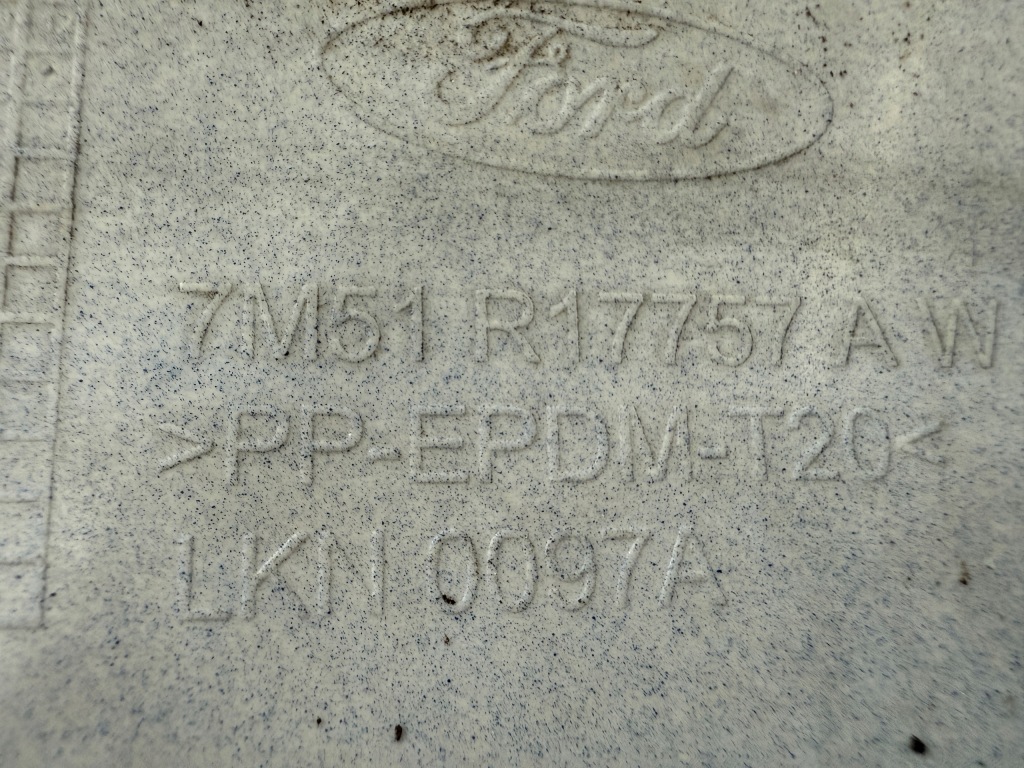 Ford
7M51 R17757 A W
>PP-EPDM-T20<
LKN 0097A